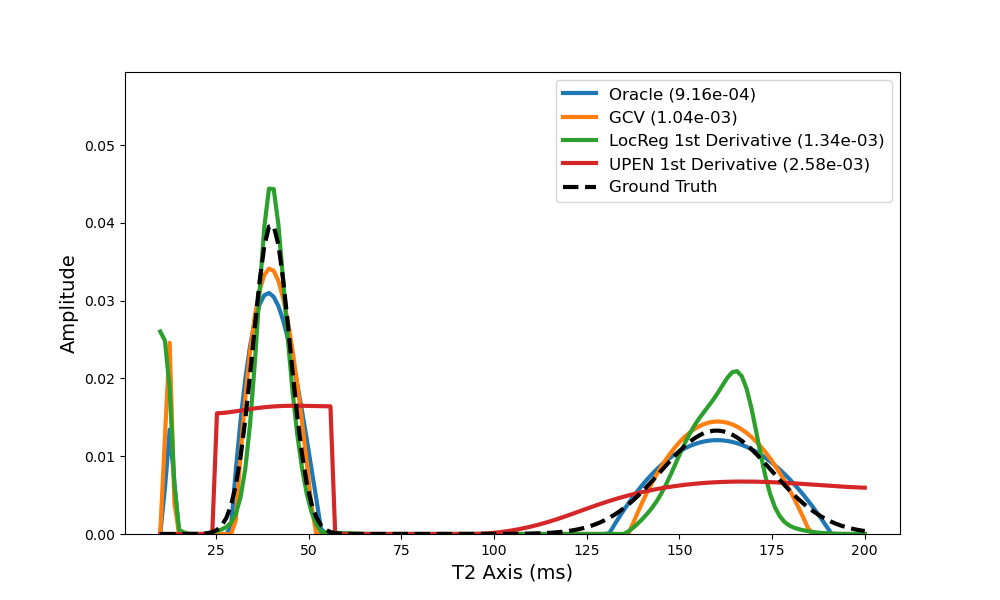 Oracle (9.16e-04)
GCV (1.04e-03)
LocReg 1st Derivative (1.34e-03)
UPEN 1st Derivative (2.58e-03)
Ground Truth
Amplitude
0.05
0.04
0.03
0.02
0.01
0.00
25 50 75 100 125 150 175 200
T2 Axis (ms)